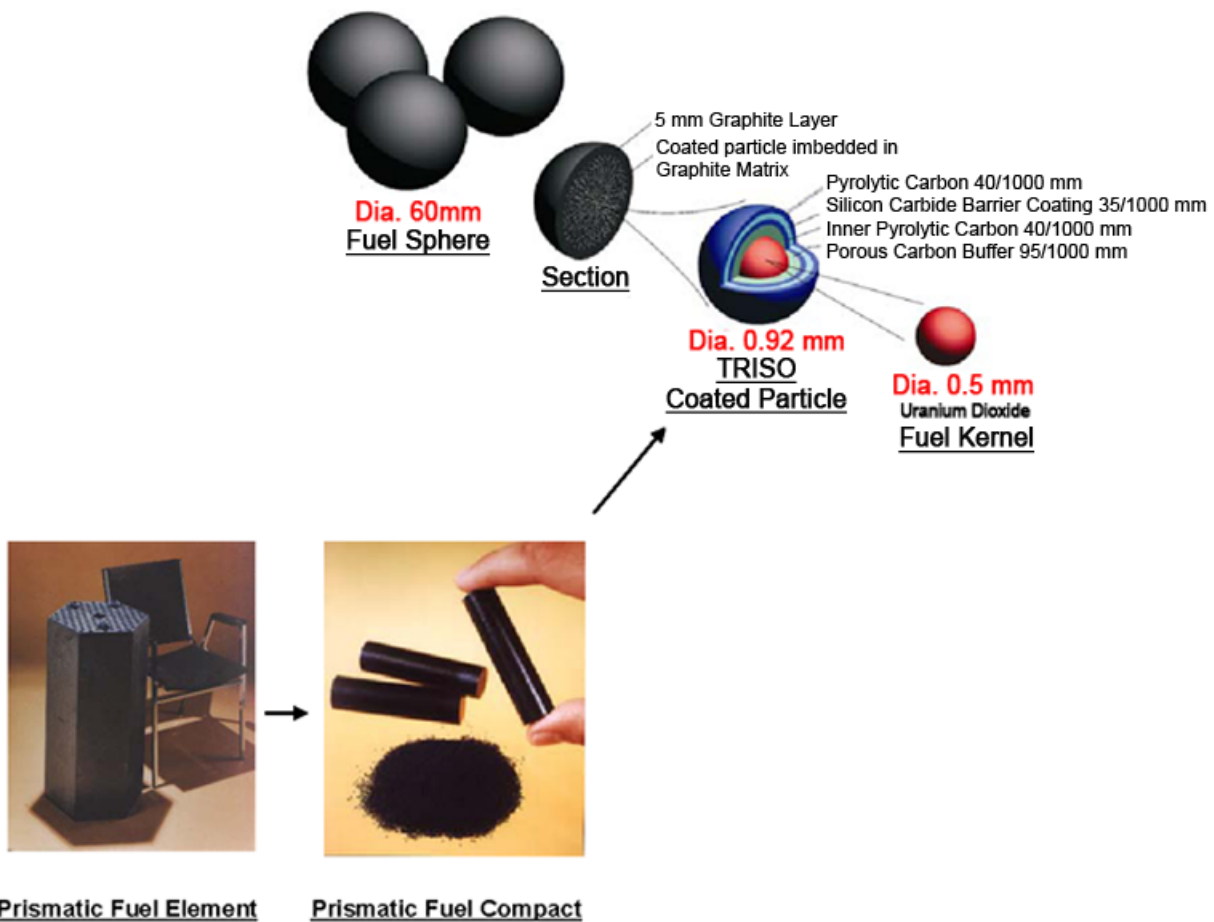 5 mm Graphite Layer
Coated particle imbedded in
Graphite Matrix
Pyrolytic Carbon 40/1000 mm
Silicon Carbide Barrier Coating 35/1000 mm
Inner Pyrolytic Carbon 40/1000 mm
Porous Carbon Buffer 95/1000 mm
Dia. 60mm
Fuel Sphere
Section
Dia. 0.92 mm
TRISO
Coated Particle
Dia. 0.5 mm
Uranium Dioxide
Fuel Kernel
Prismatic Fuel Element
Prismatic Fuel Compact